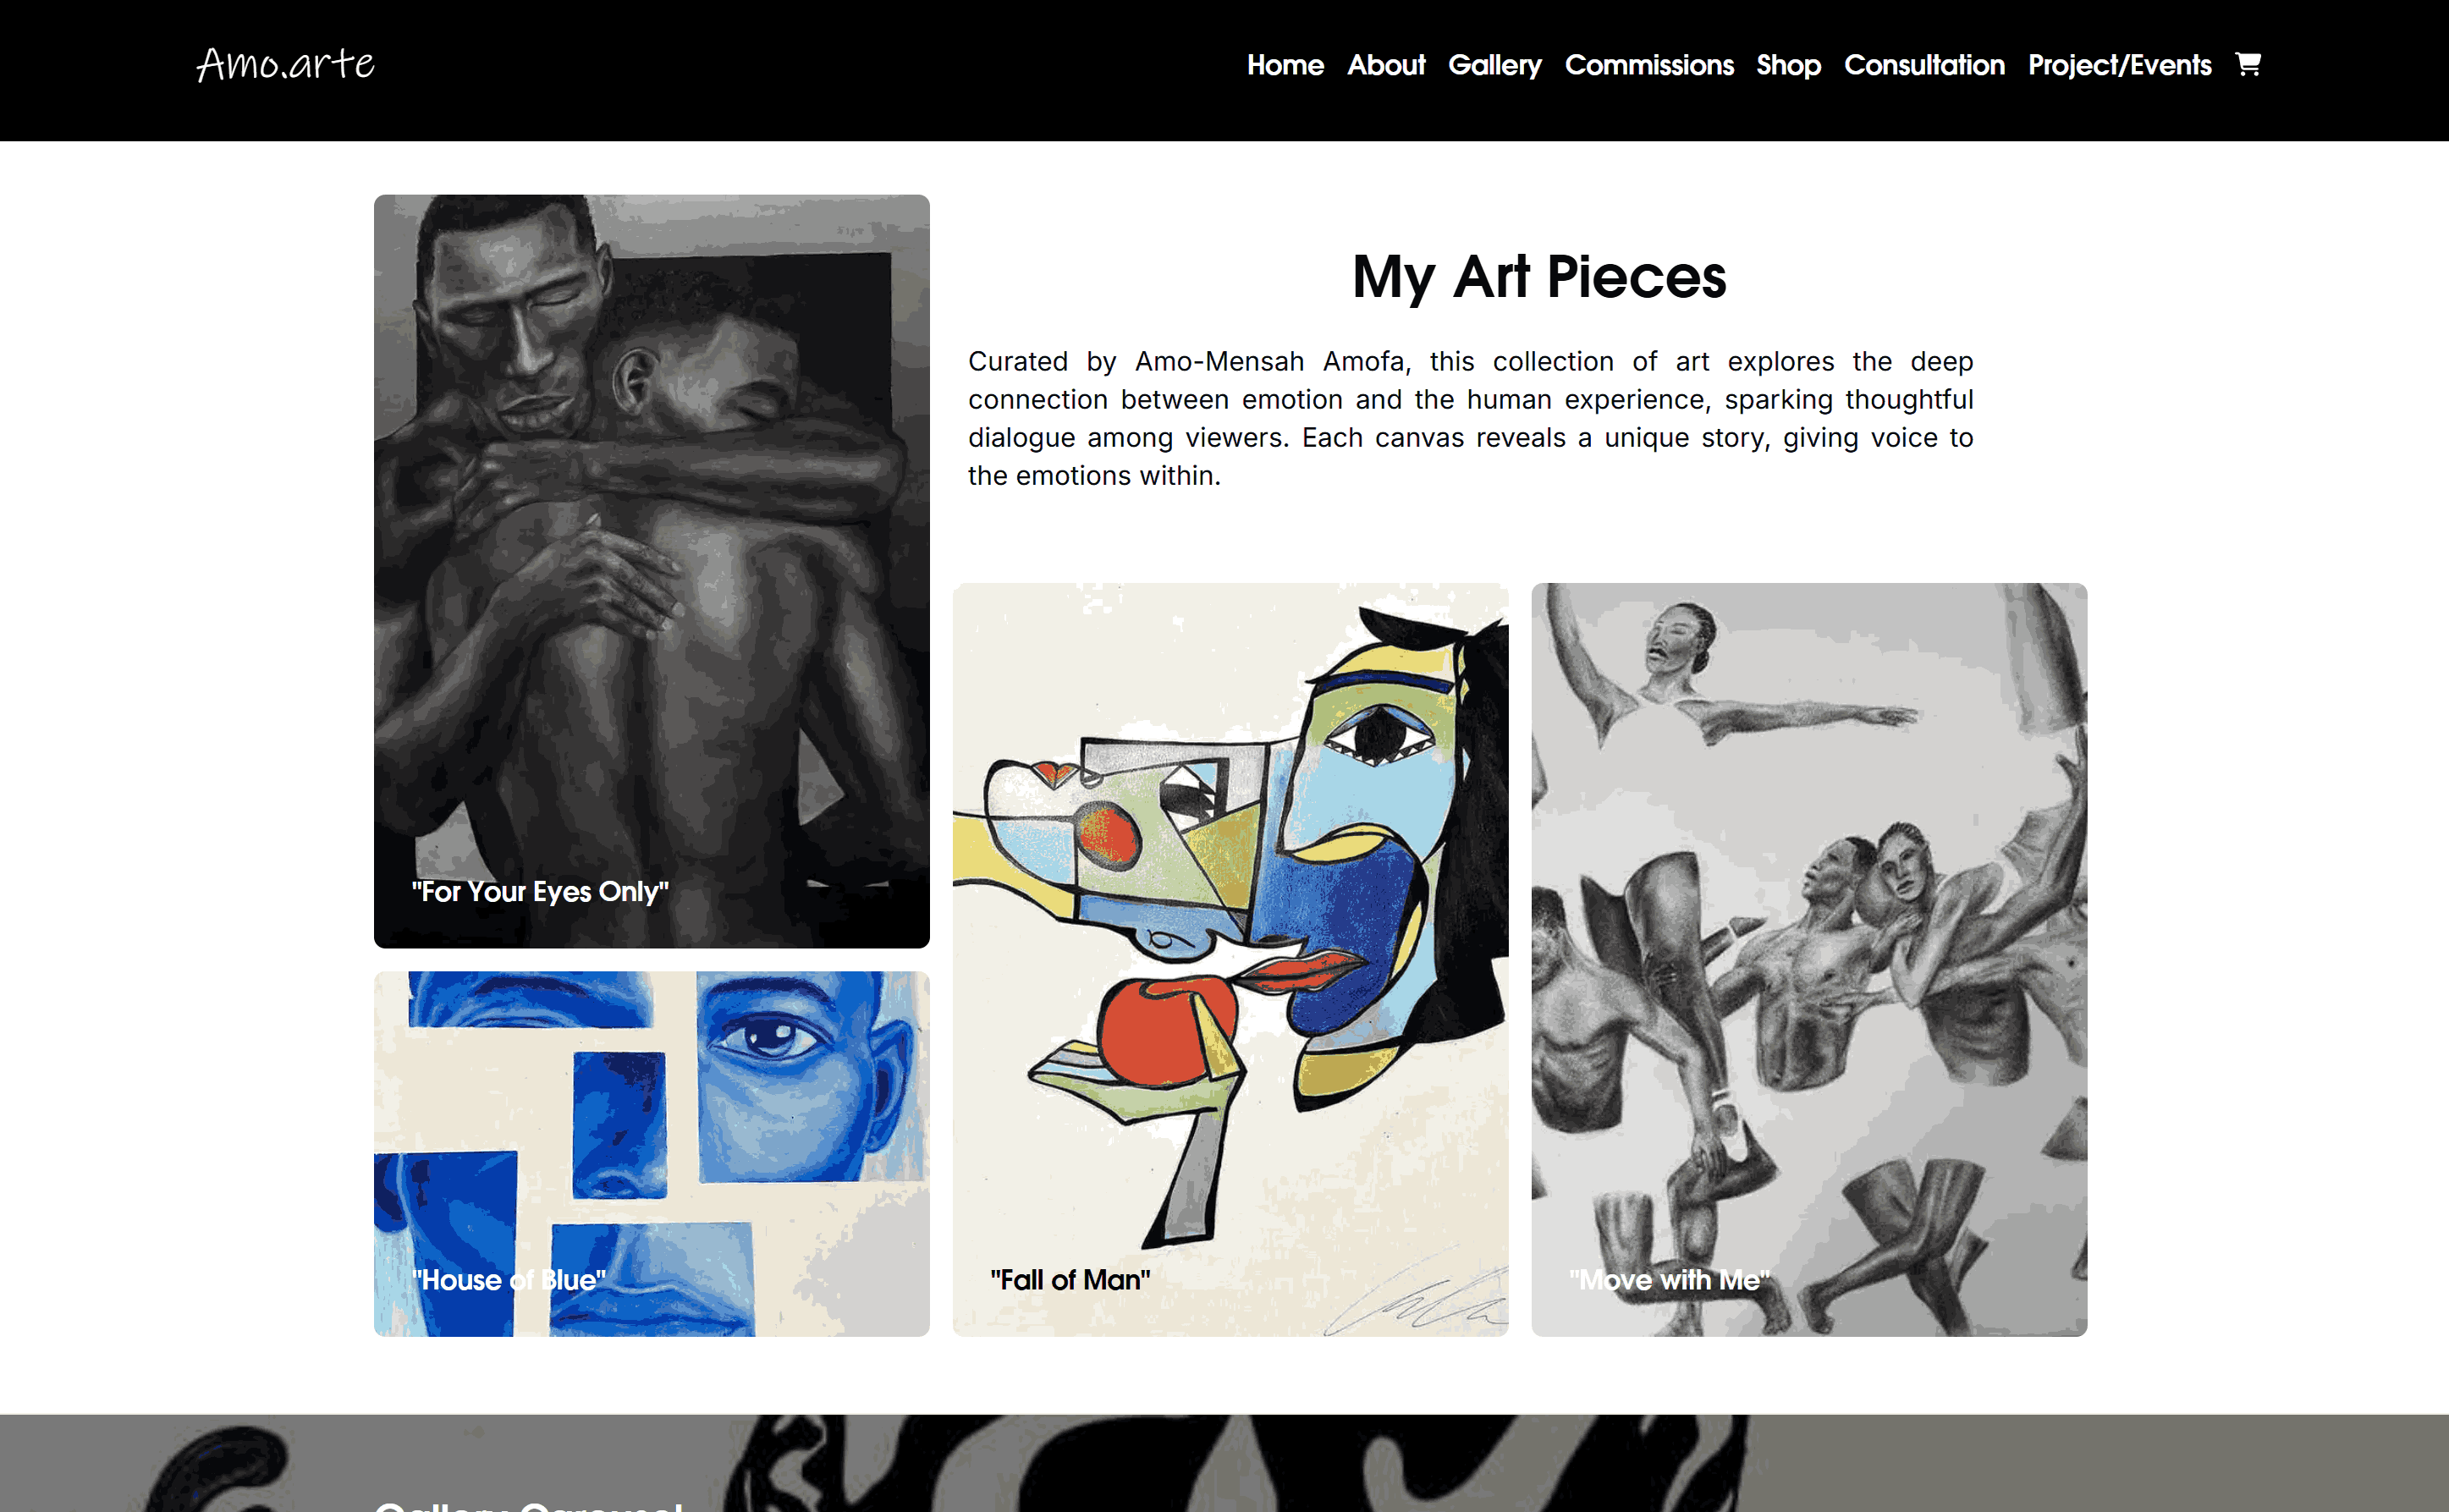 Amo.arte
Home About Gallery Commissions Shop Consultation Project/Events
My Art Pieces
Curated by Amo-Mensah Amofa, this collection of art explores the deep
connection between emotion and the human experience, sparking thoughtful
dialogue among viewers. Each canvas reveals a unique story, giving voice to
the emotions within.
"For Your Eyes Only"
"House of Blue"
"Fall of Man"
"Move with Me"
Gallery Carousel